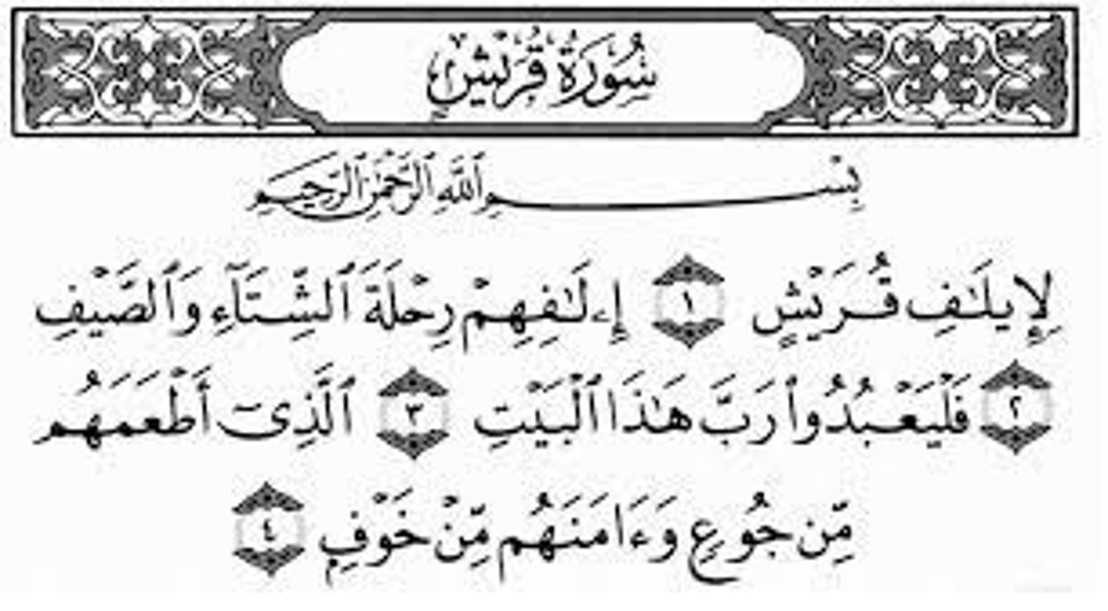 سُورَةُ قُرَيْشٍ
بِسْمِ ٱللَّهِ ٱلرَّحْمَٰنِ ٱلرَّحِيمِ
لِإِيلَٰفِ قُرَيْشٍ ١ إِۦلَٰفِهِمْ رِحْلَةَ ٱلشِّتَآءِ وَٱلصَّيْفِ
٢ فَلْيَعْبُدُوا۟ رَبَّ هَٰذَا ٱلْبَيْتِ ٣ ٱلَّذِىٓ أَطْعَمَهُم
مِّن جُوعٍ وَءَامَنَهُم مِّنْ خَوْفٍۭ ٤